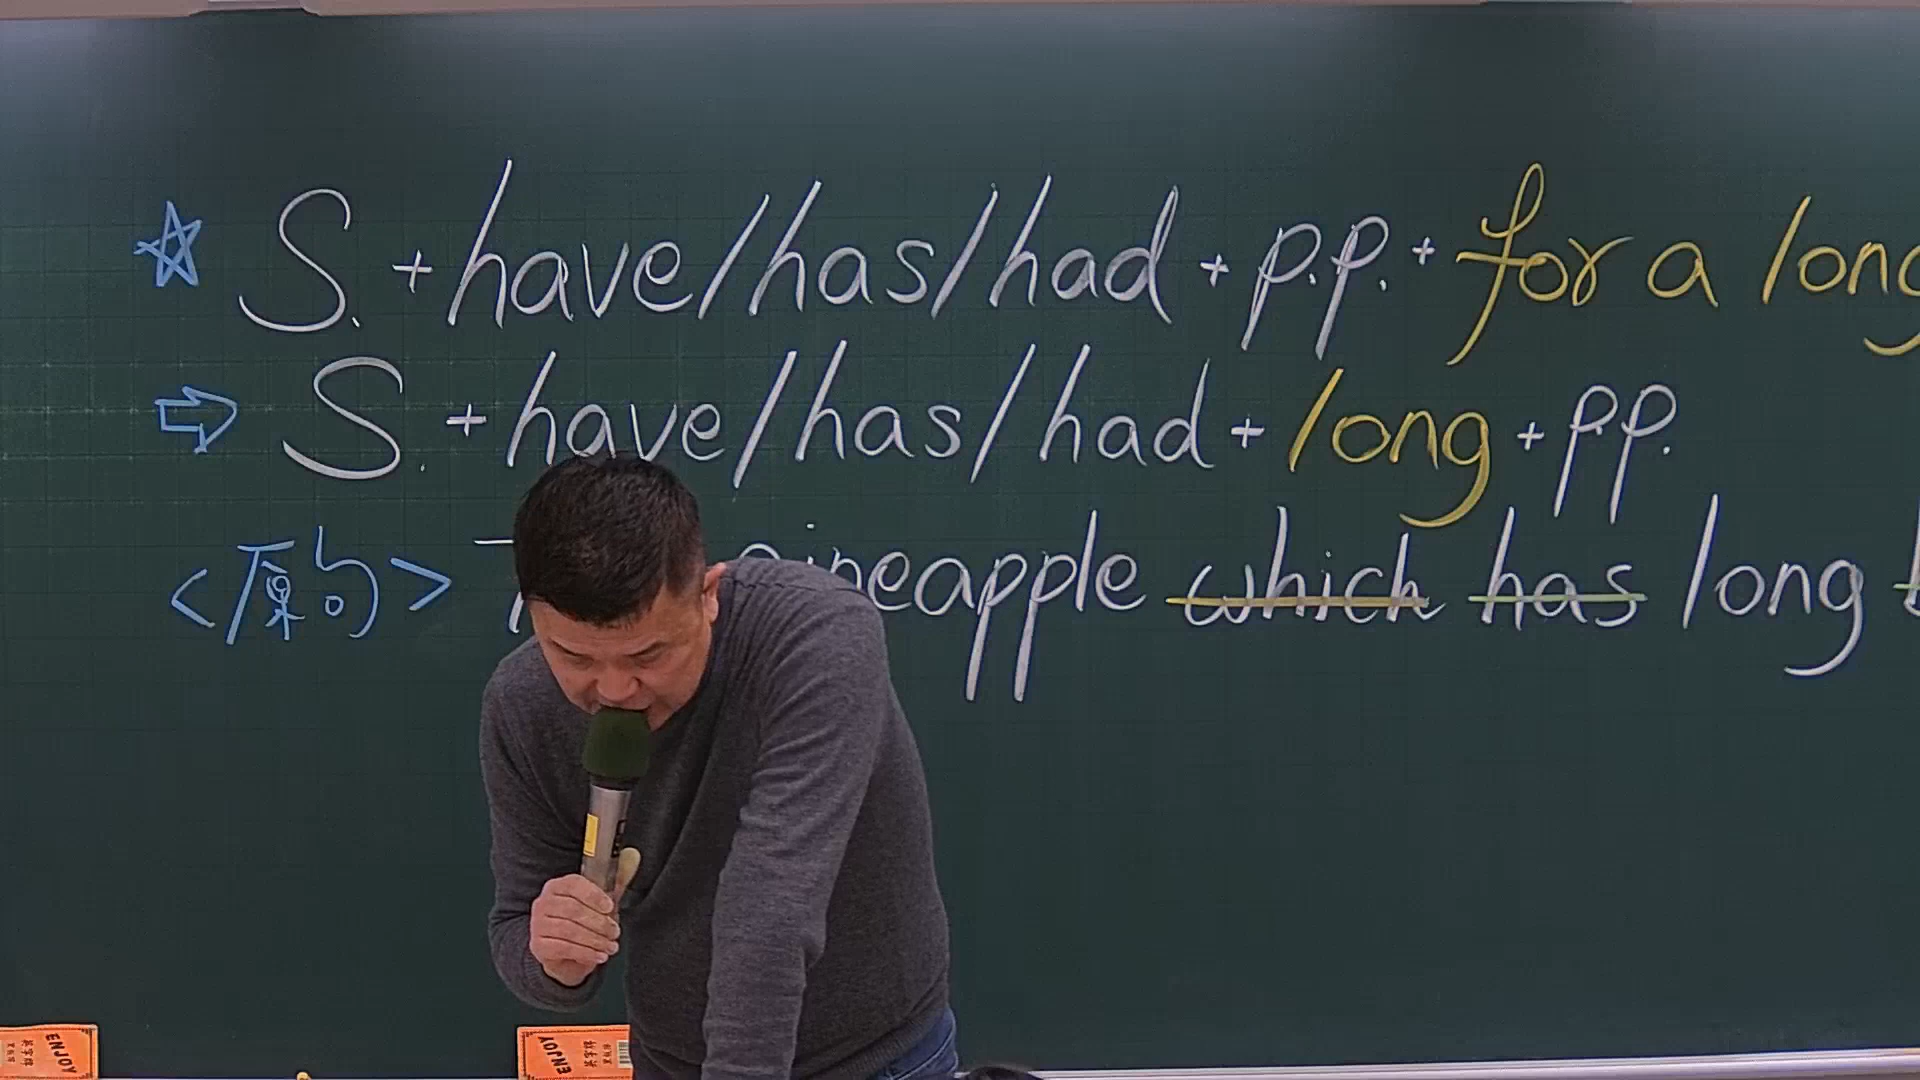 ☆ S. + have/has/had + p.p. + for a long
⇨ S. + have/has/had + long + p.p.
<原句> pineapple which has long
ENJOY
ENJOY